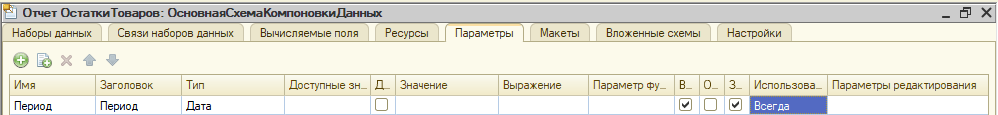 Отчет ОстаткиТоваров: ОсновнаяСхемаКомпоновкиДанных
Наборы данных Связи наборов данных Вычисляемые поля Ресурсы Параметры Макеты Вложенные схемы Настройки
Имя Заголовок Тип Доступные зн... Д... Значение Выражение Параметр фу... В... О... З... Использова... Параметры редактирования
Период Период Дата Всегда